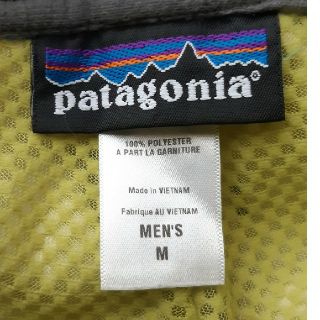 patagonia®
100% POLYESTER
A PART LA GARNITURE
Made in VIETNAM
Fabriqué AU VIETNAM
MEN'S
M